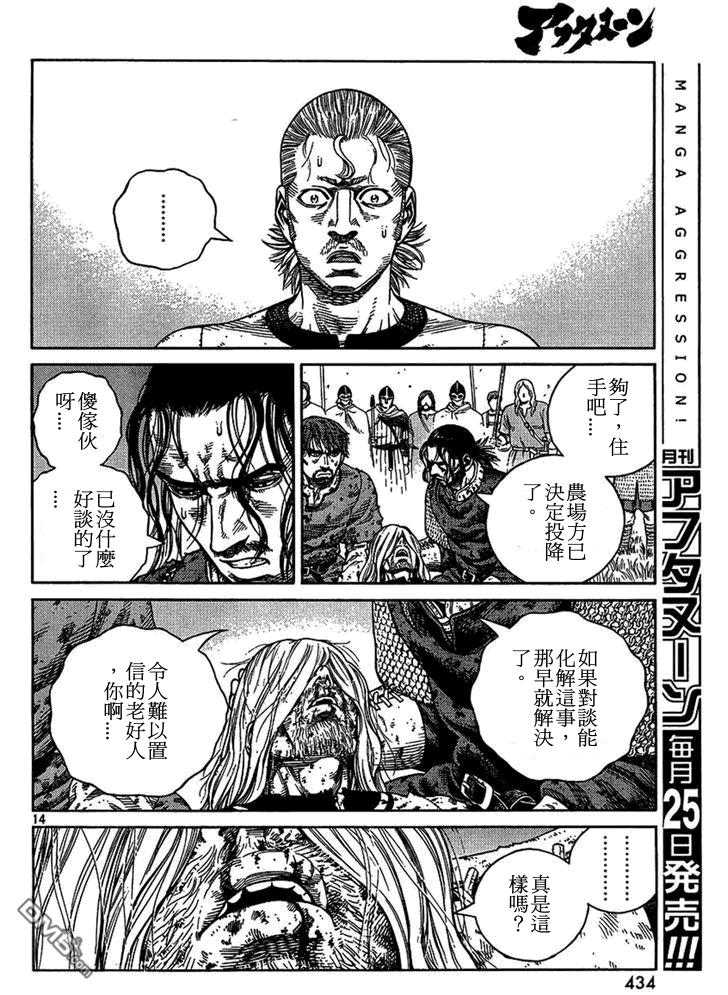 アフタヌーン
MANGA AGGRESSION!
月刊
アフタヌーン
毎月
25
日発売!!!
………
夠了，住
手吧……
農場方已
決定投降
了。
傻傢伙
呀……
已沒什麼
好談的了
……
如果對談能
化解這事，
那早就解決
了。
令人難以置
信的老好人
，你啊……
14
………
真是這
樣嗎?
434